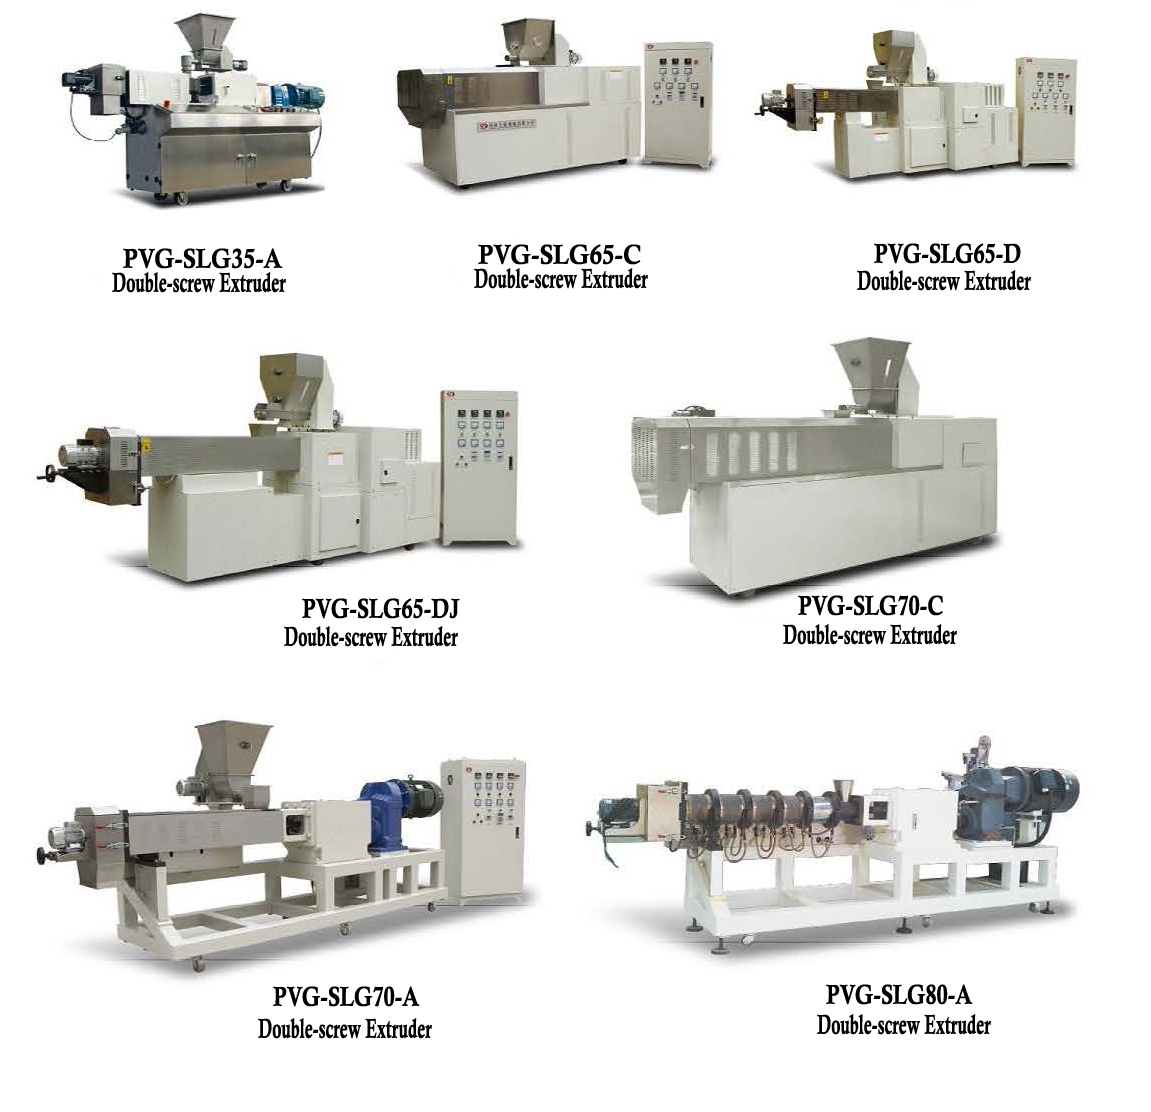 PVG-SLG35-A
Double-screw Extruder
PVG-SLG65-C
Double-screw Extruder
PVG-SLG65-D
Double-screw Extruder
PVG-SLG65-DJ
Double-screw Extruder
PVG-SLG70-C
Double-screw Extruder
PVG-SLG70-A
Double-screw Extruder
PVG-SLG80-A
Double-screw Extruder